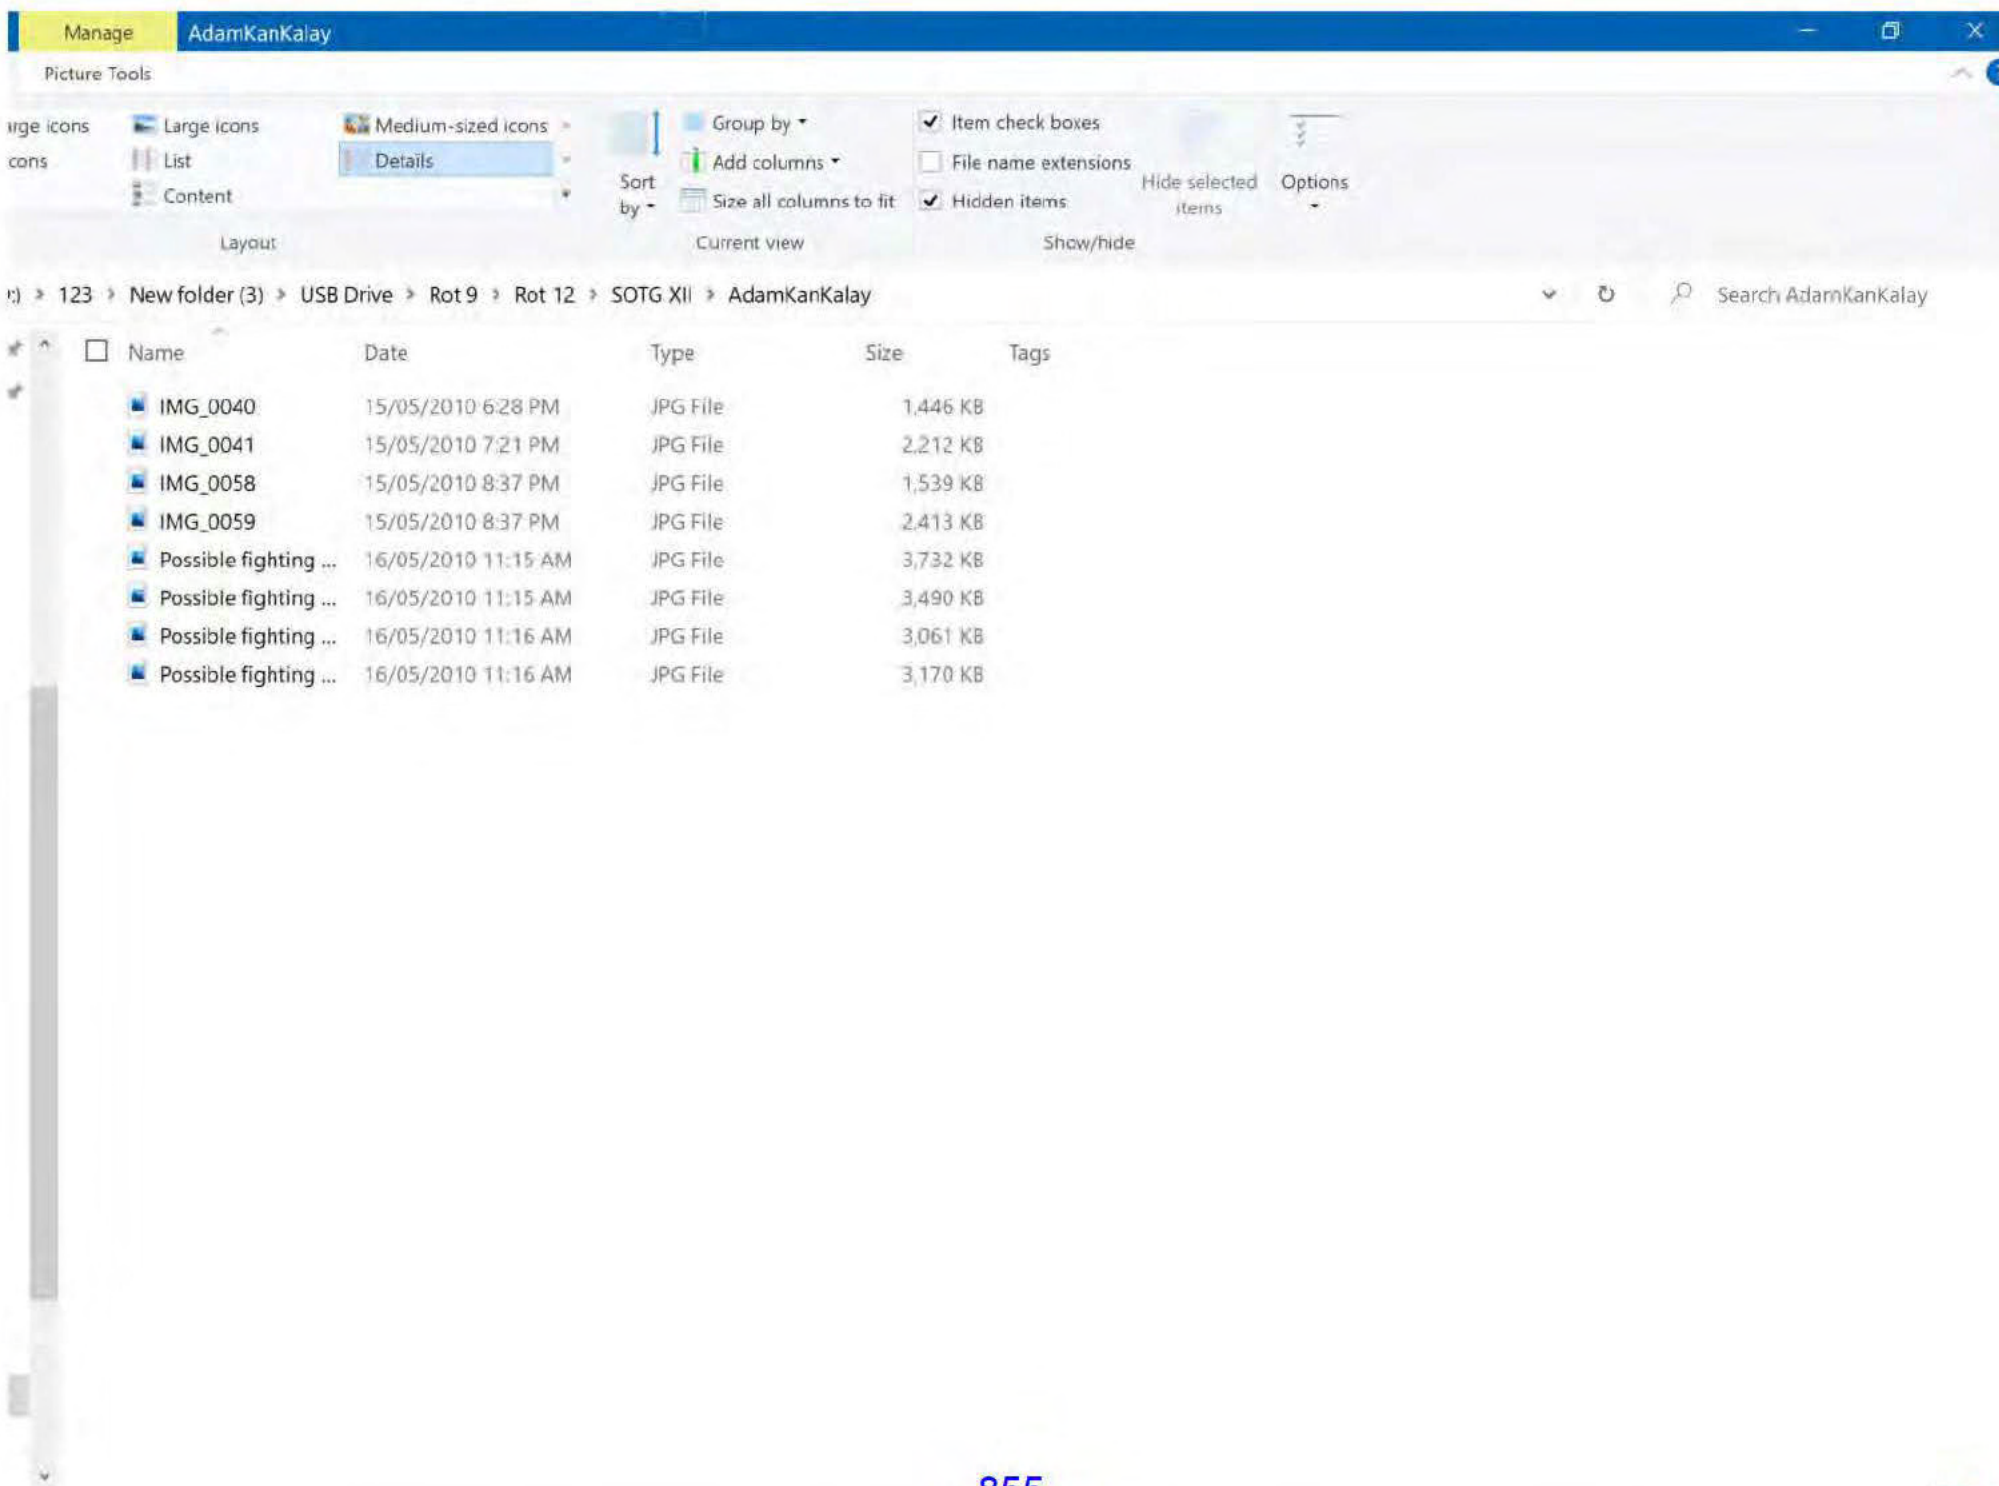 Manage AdamKanKalay
Picture Tools
arge icons Large icons Medium-sized icons Group by Item check boxes
cons List Details Add columns File name extensions
Content Sort by Size all columns to fit Hidden items Hide selected items Options
Layout Current view Show/hide
:) > 123 > New folder (3) > USB Drive > Rot 9 > Rot 12 > SOTG XII > AdamKanKalay Search AdamKanKalay
Name Date Type Size Tags
IMG_0040 15/05/2010 6:28 PM JPG File 1,446 KB
IMG_0041 15/05/2010 7:21 PM JPG File 2,212 KB
IMG_0058 15/05/2010 8:37 PM JPG File 1,539 KB
IMG_0059 15/05/2010 8:37 PM JPG File 2,413 KB
Possible fighting ... 16/05/2010 11:15 AM JPG File 3,732 KB
Possible fighting ... 16/05/2010 11:15 AM JPG File 3,490 KB
Possible fighting ... 16/05/2010 11:16 AM JPG File 3,061 KB
Possible fighting ... 16/05/2010 11:16 AM JPG File 3,170 KB
855